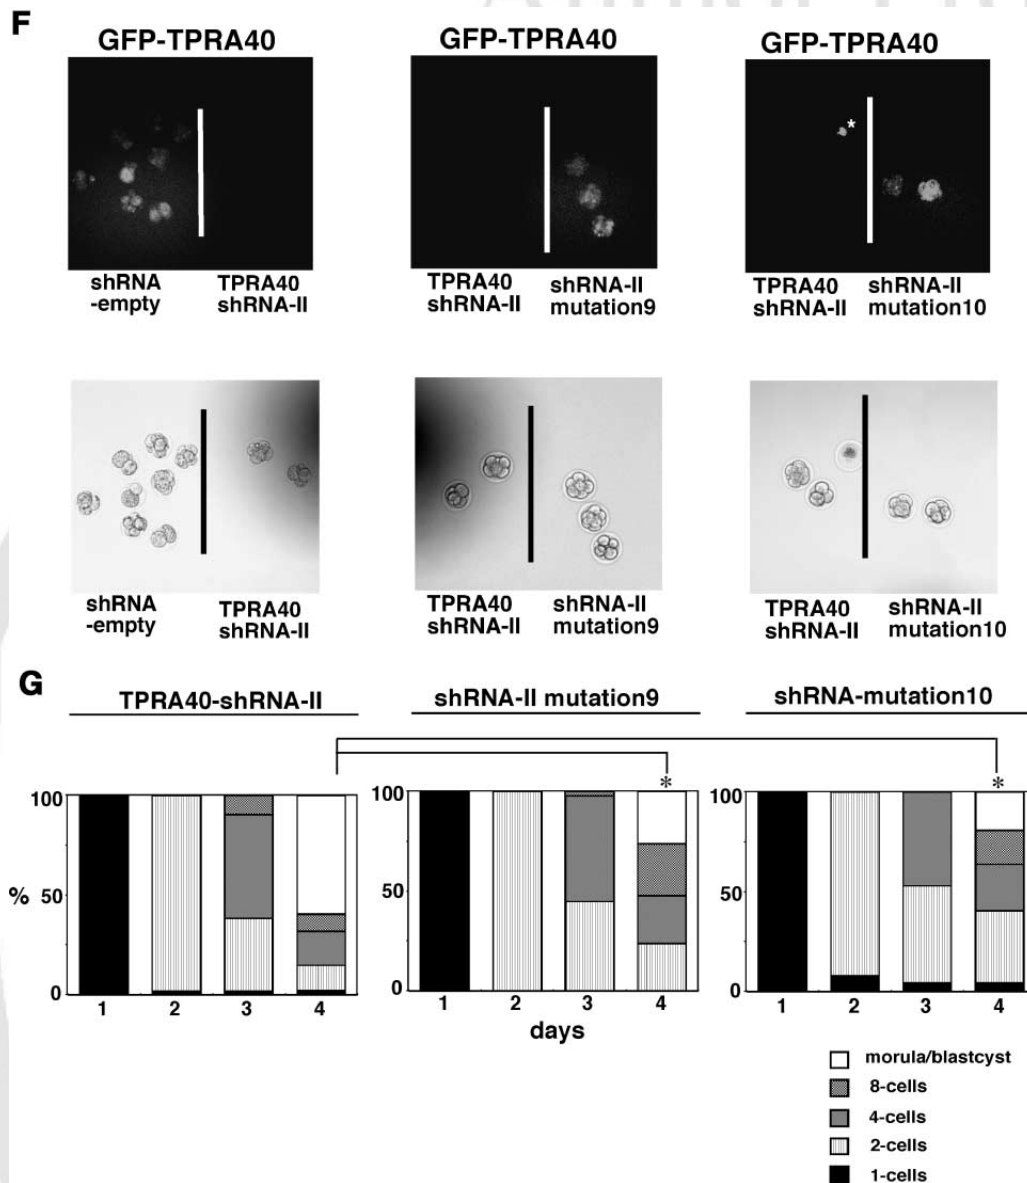 F
GFP-TPRA40
GFP-TPRA40
GFP-TPRA40
*
shRNA
-empty
TPRA40
shRNA-II
TPRA40
shRNA-II
shRNA-II
mutation9
TPRA40
shRNA-II
shRNA-II
mutation10
shRNA
-empty
TPRA40
shRNA-II
TPRA40
shRNA-II
shRNA-II
mutation9
TPRA40
shRNA-II
shRNA-II
mutation10
G
TPRA40-shRNA-II
shRNA-II mutation9
shRNA-mutation10
*
*
100
50
0
%
1 2 3 4
100
50
0
1 2 3 4
100
50
0
1 2 3 4
days
morula/blastcyst
8-cells
4-cells
2-cells
1-cells